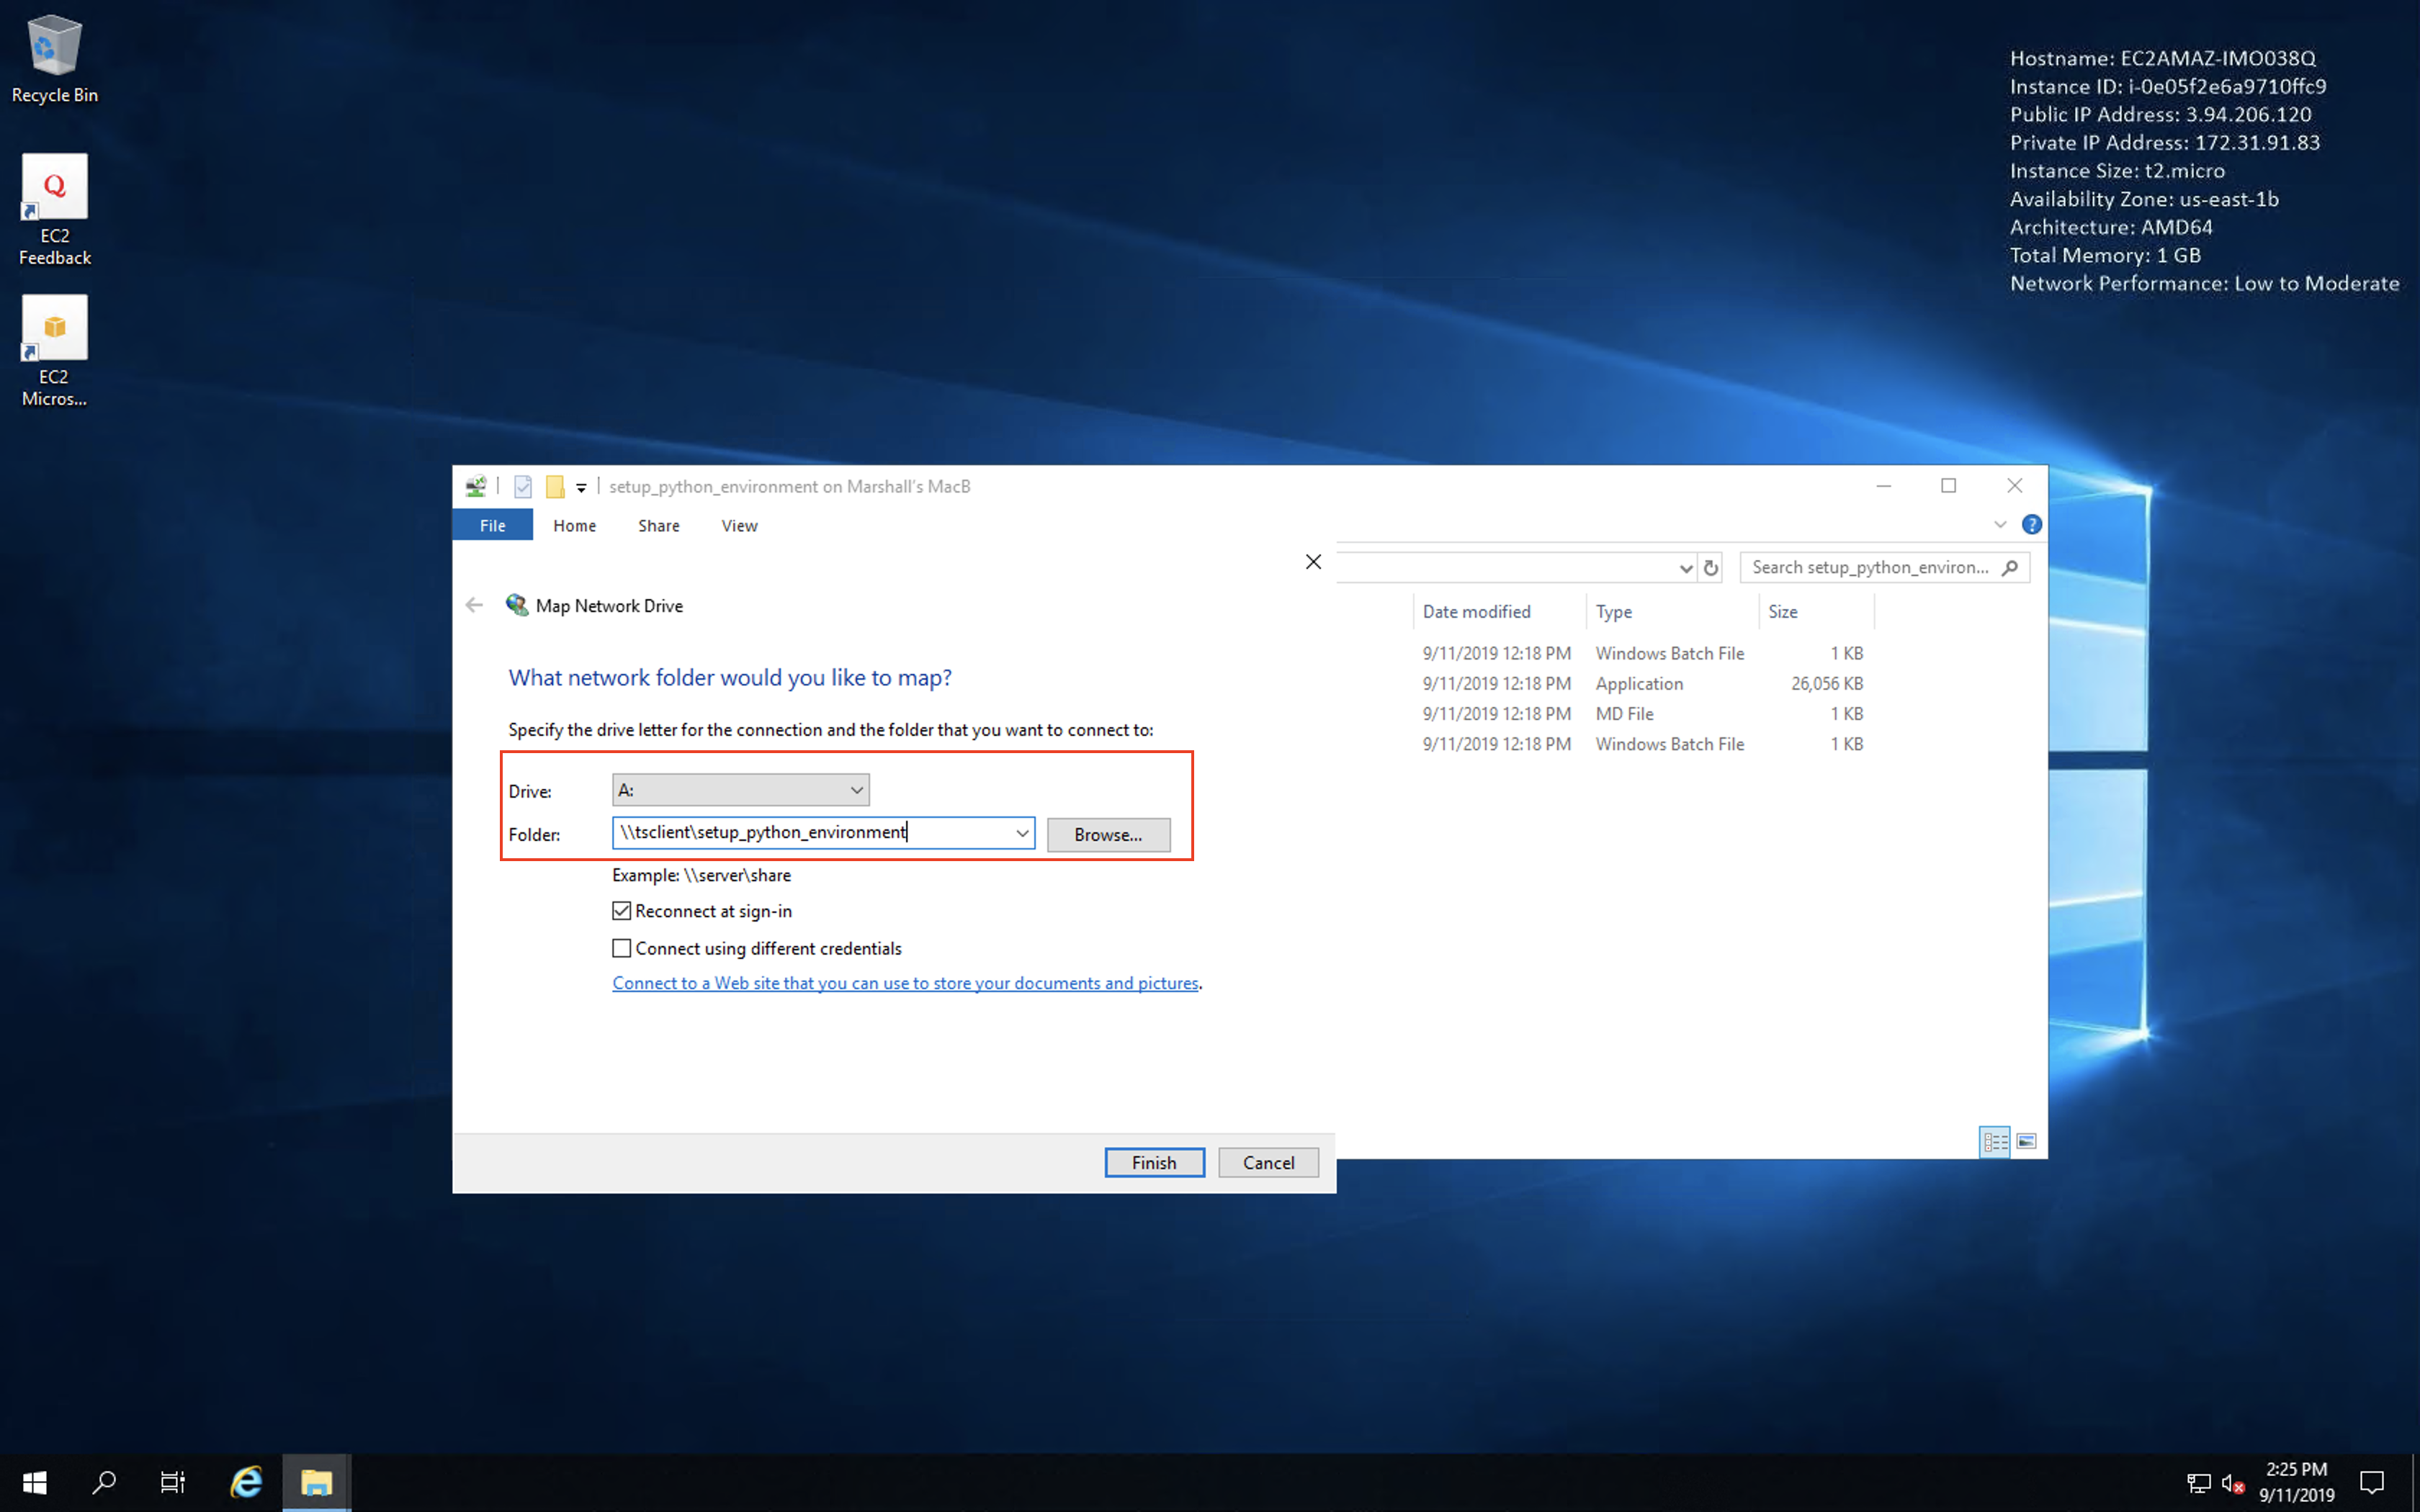 Recycle Bin
EC2
Feedback
EC2
Micros...
Hostname: EC2AMAZ-IMO038Q
Instance ID: i-0e05f2e6a9710ffc9
Public IP Address: 3.94.206.120
Private IP Address: 172.31.91.83
Instance Size: t2.micro
Availability Zone: us-east-1b
Architecture: AMD64
Total Memory: 1 GB
Network Performance: Low to Moderate
setup_python_environment on Marshall's MacB
File Home Share View
Search setup_python_environ...
Map Network Drive
What network folder would you like to map?
Specify the drive letter for the connection and the folder that you want to connect to:
Drive: A:
Folder: \\tsclient\setup_python_environment Browse...
Example: \\server\share
Reconnect at sign-in
Connect using different credentials
Connect to a Web site that you can use to store your documents and pictures.
Finish Cancel
Date modified Type Size
9/11/2019 12:18 PM Windows Batch File 1 KB
9/11/2019 12:18 PM Application 26,056 KB
9/11/2019 12:18 PM MD File 1 KB
9/11/2019 12:18 PM Windows Batch File 1 KB
2:25 PM
9/11/2019